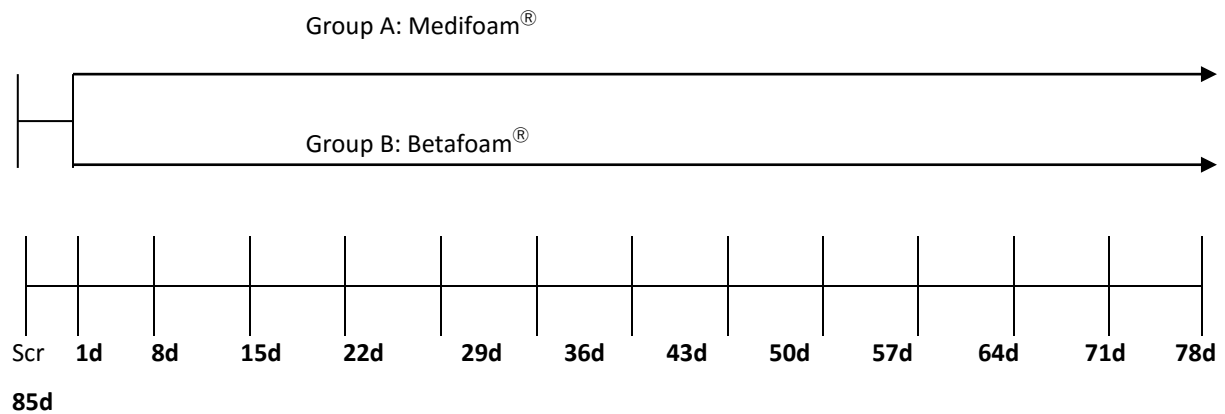 Group A: Medifoam®
Group B: Betafoam®
Scr 1d 8d 15d 22d 29d 36d 43d 50d 57d 64d 71d 78d
85d